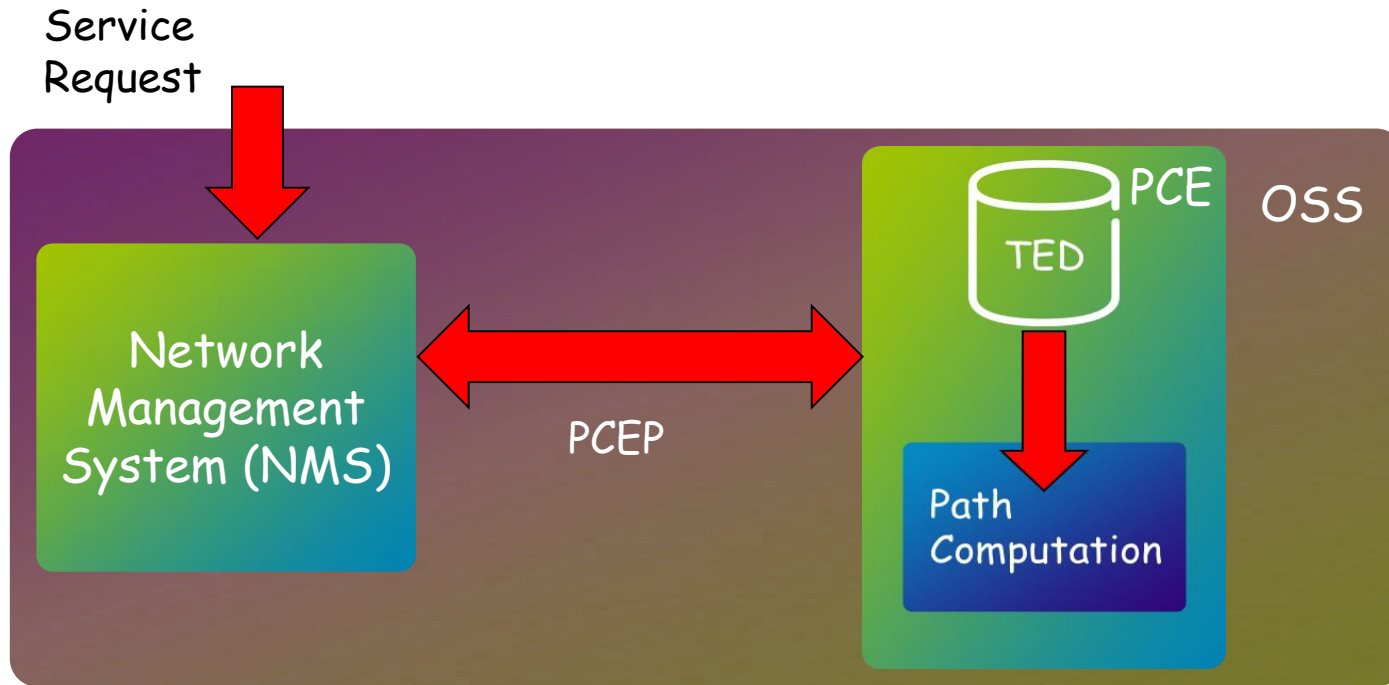 Service
Request
PCE
OSS
TED
Network
Management
System (NMS)
PCEP
Path
Computation